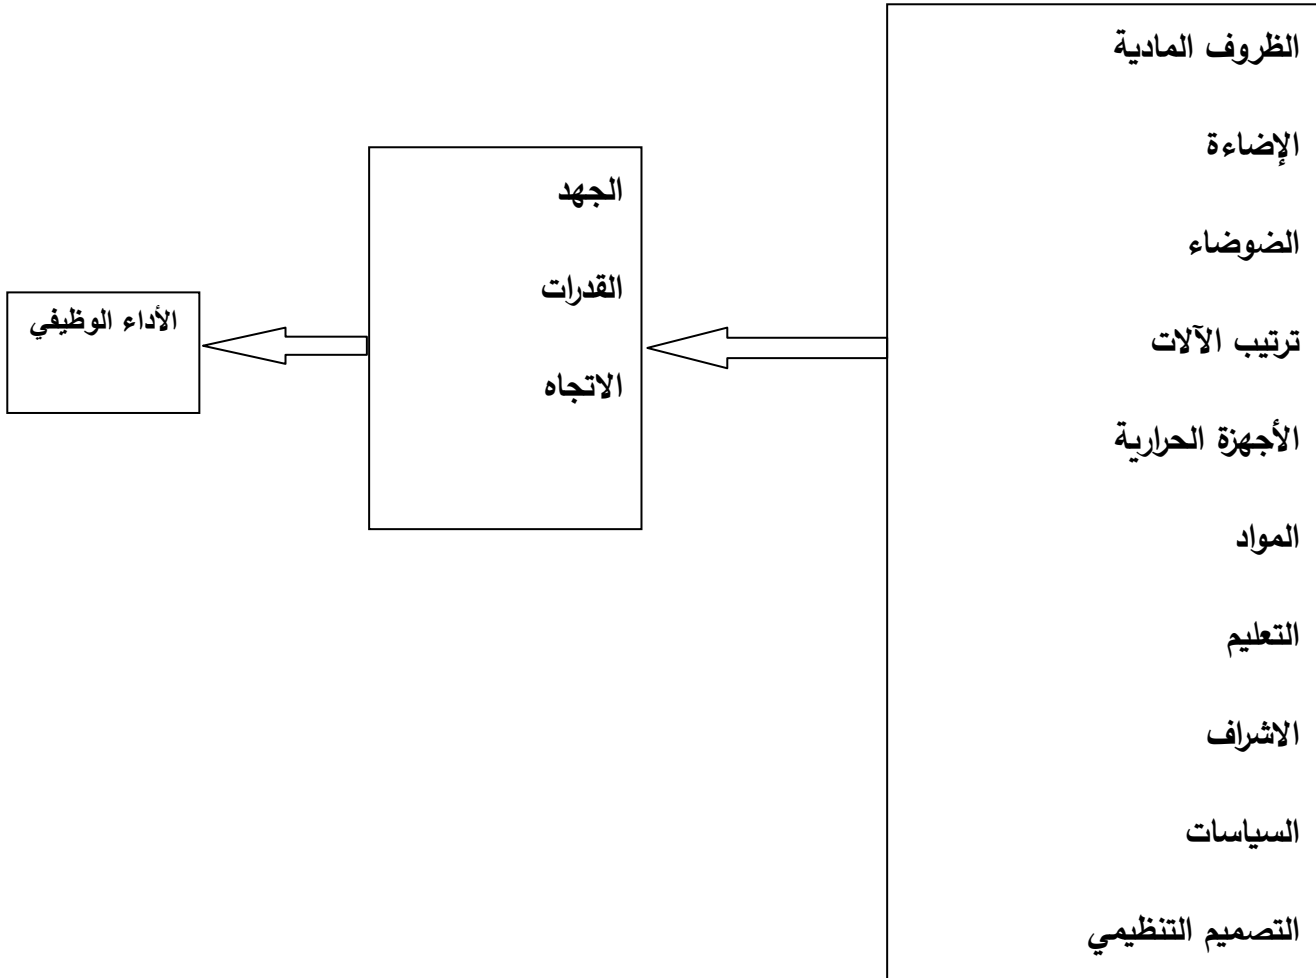 الظروف المادية
الإضاءة
الضوضاء
ترتيب الآلات
الأجهزة الحرارية
المواد
التعليم
الاشراف
السياسات
التصميم التنظيمي
الجهد
القدرات
الاتجاه
الأداء الوظيفي